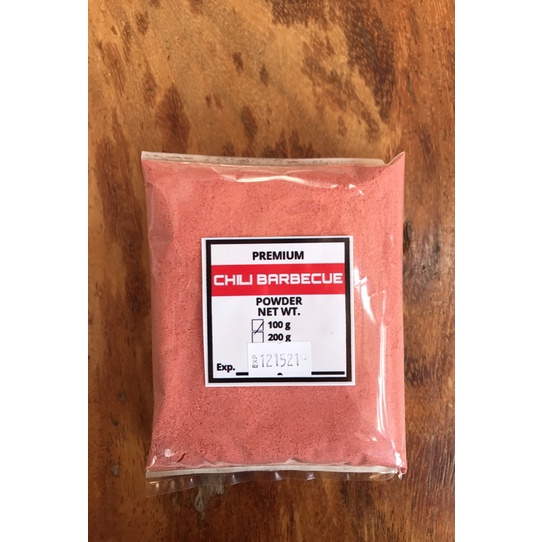 PREMIUM
CHILI BARBECUE
POWDER
NET WT.
100 g
200 g
121521
Exp.